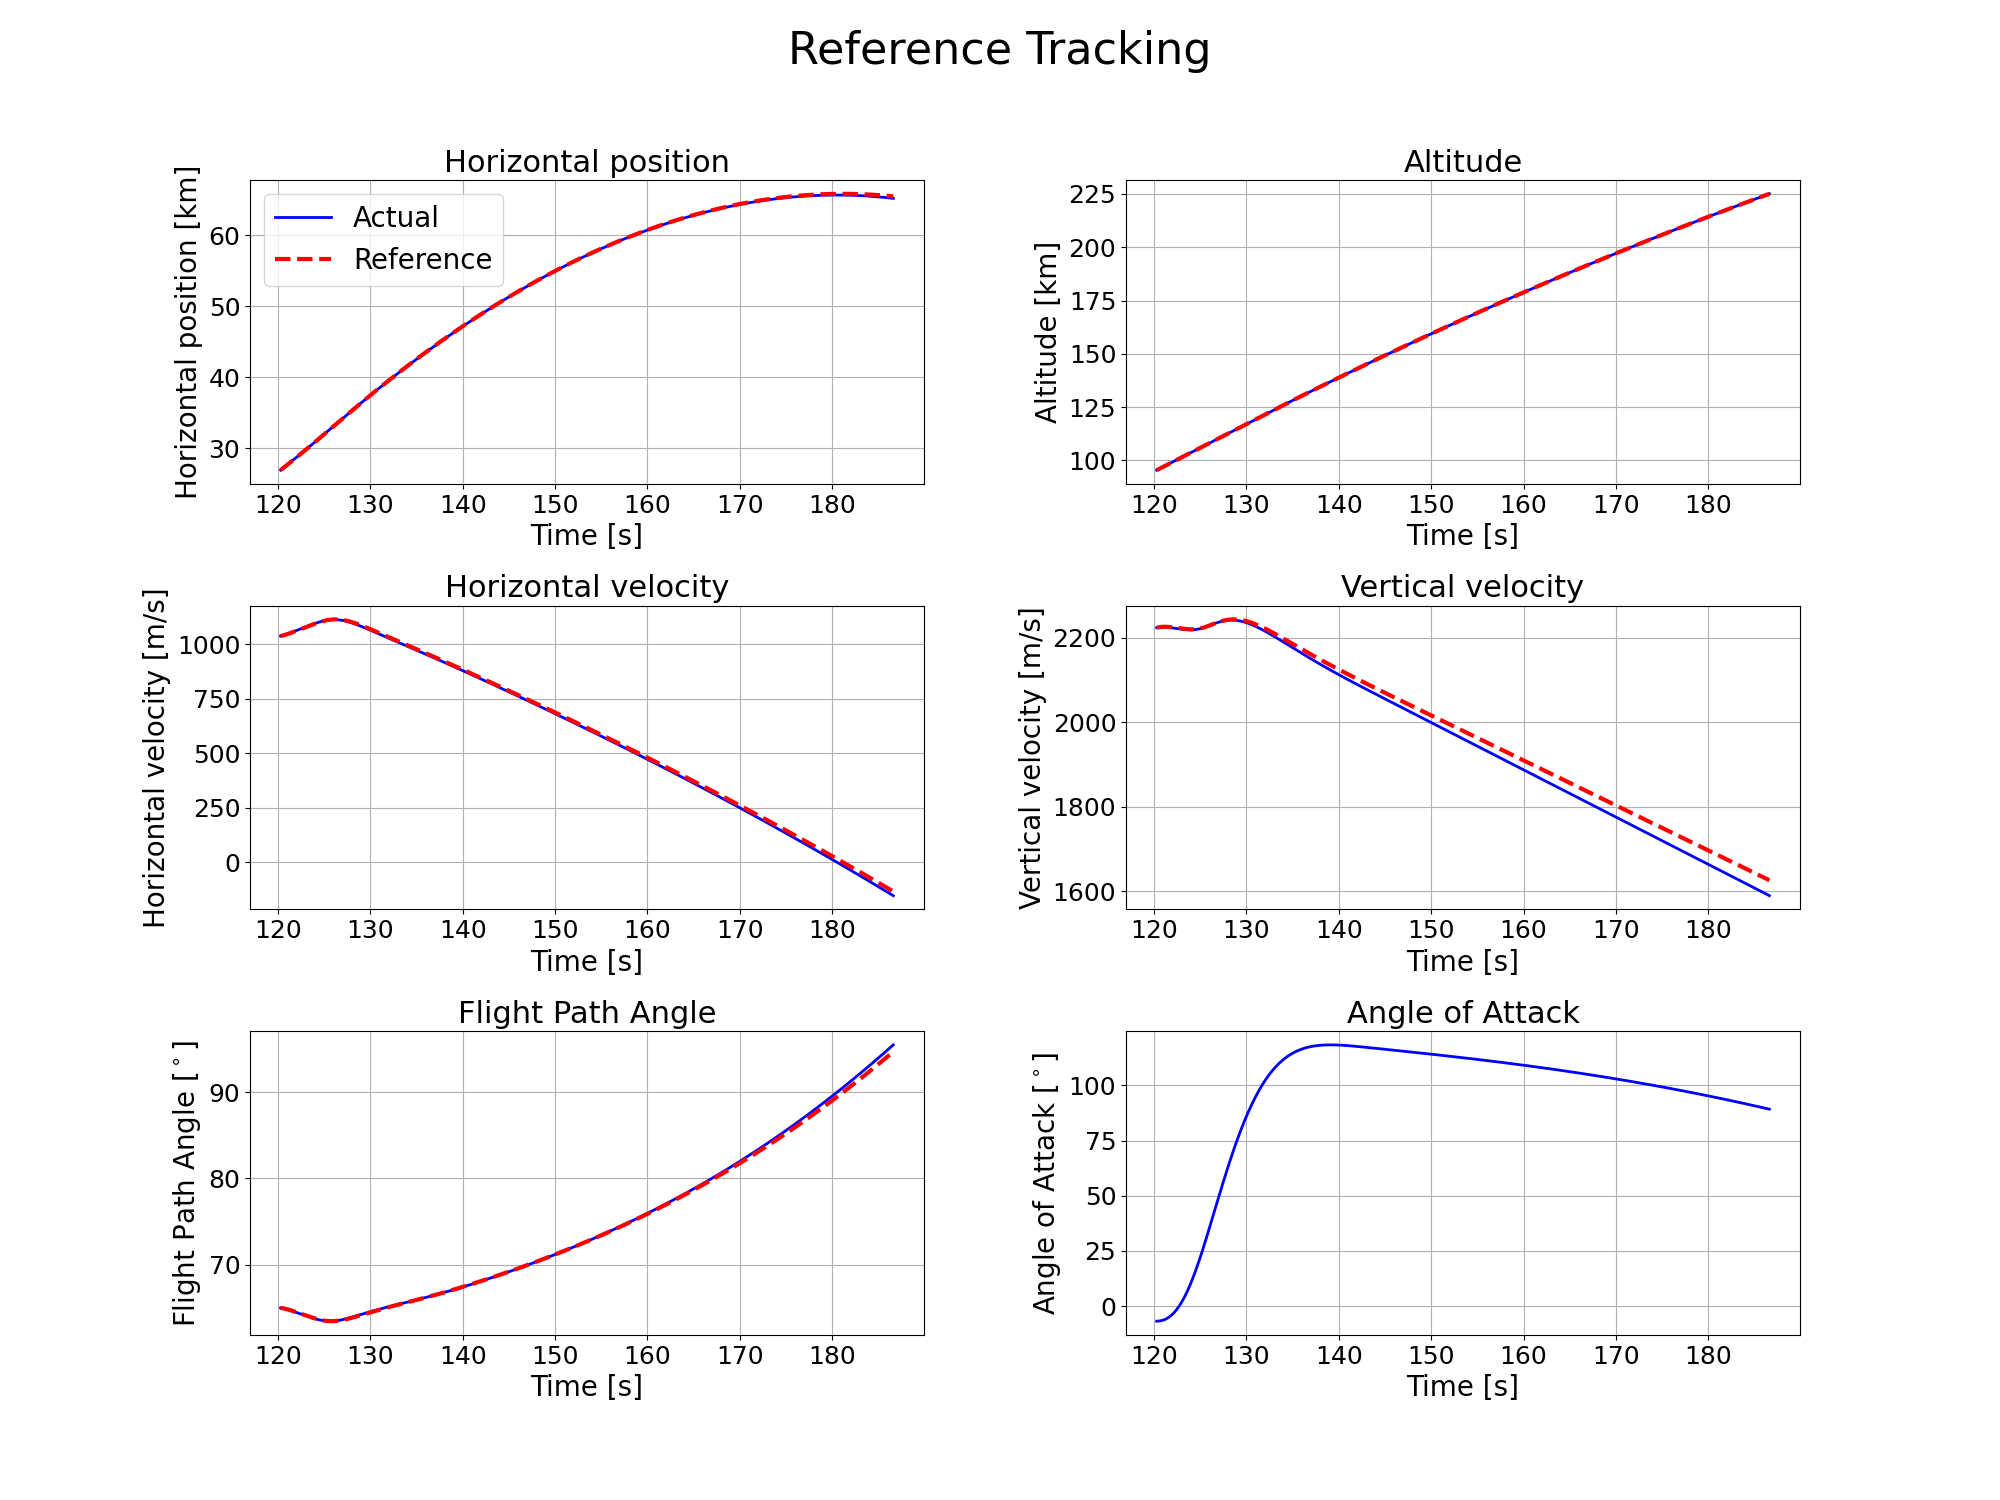 Reference Tracking
Horizontal position
Horizontal position [km]
60
50
40
30
Actual
Reference
120 130 140 150 160 170 180
Time [s]
Altitude
Altitude [km]
225
200
175
150
125
100
120 130 140 150 160 170 180
Time [s]
Horizontal velocity
Horizontal velocity [m/s]
1000
750
500
250
0
120 130 140 150 160 170 180
Time [s]
Vertical velocity
Vertical velocity [m/s]
2200
2000
1800
1600
120 130 140 150 160 170 180
Time [s]
Flight Path Angle
Flight Path Angle [°]
90
80
70
120 130 140 150 160 170 180
Time [s]
Angle of Attack
Angle of Attack [°]
100
75
50
25
0
120 130 140 150 160 170 180
Time [s]